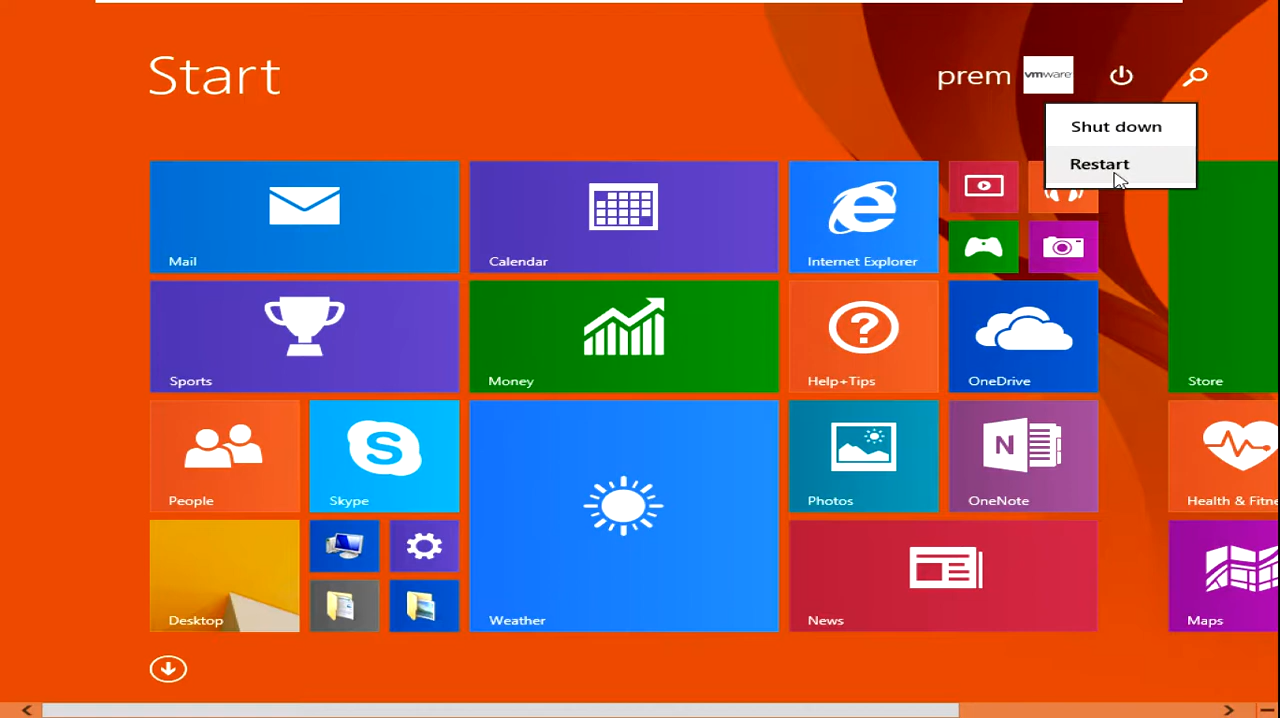 Start
prem
vmware
Shut down
Restart
Mail
Calendar
Internet Explorer
Sports
Money
Help+Tips
OneDrive
Store
People
S
Skype
Photos
N
OneNote
Health & Fitne
Desktop
Weather
News
Maps